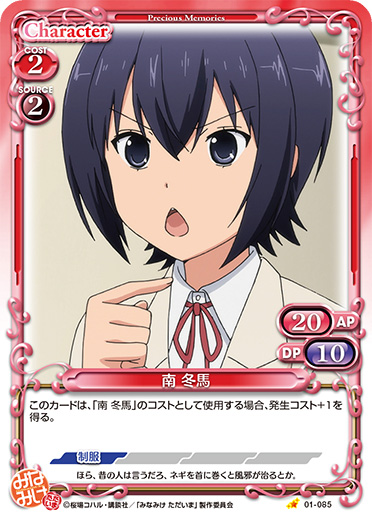 Precious Memories
Character
COST
2
SOURCE
2
20 AP
DP 10
南 冬馬
このカードは、「南 冬馬」のコストとして使用する場合、発生コスト+1を
得る。
制服
ほら、昔の人は言うだろ、ネギを首に巻くと風邪が治るとか。
みなみけ
ただいま
©桜場コハル・講談社／「みなみけ ただいま」製作委員会
01-085